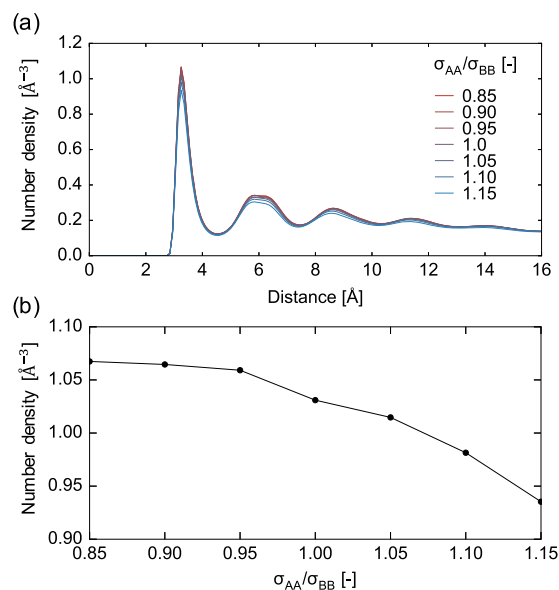 (a)
Number density [Å⁻³]
1.2
1.0
0.8
0.6
0.4
0.2
0.0
0 2 4 6 8 10 12 14 16
Distance [Å]
σAA/σBB [-]
0.85
0.90
0.95
1.0
1.05
1.10
1.15
(b)
Number density [Å⁻³]
1.10
1.05
1.00
0.95
0.90
0.85 0.90 0.95 1.00 1.05 1.10 1.15
σAA/σBB [-]